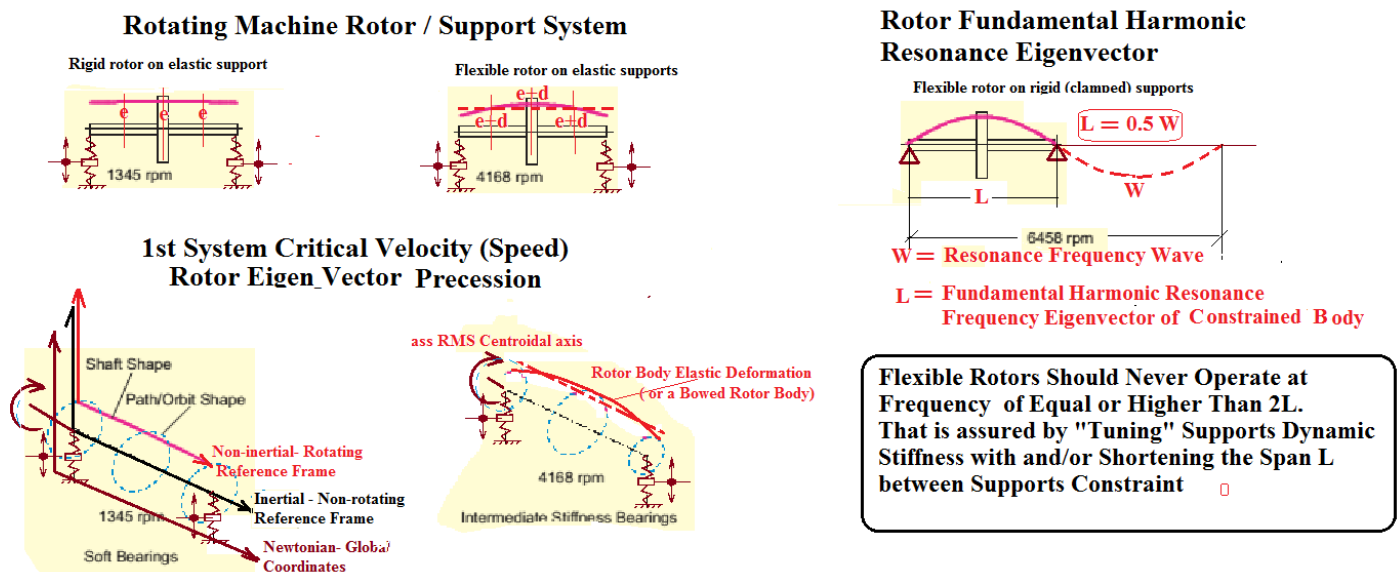 Rotating Machine Rotor / Support System
Rigid rotor on elastic support
e
e
e
1345 rpm
Flexible rotor on elastic supports
e+d
e+d
e+d
4168 rpm
1st System Critical Velocity (Speed)
Rotor Eigen_Vector Precession
Shaft Shape
Path/Orbit Shape
Non-inertial- Rotating
Reference Frame
Inertial - Non-rotating
Reference Frame
1345 rpm
Newtonian- Global
Coordinates
Soft Bearings
ass RMS Centroidal axis
Rotor Body Elastic Deformation
( or a Bowed Rotor Body)
4168 rpm
Intermediate Stiffness Bearings
Rotor Fundamental Harmonic
Resonance Eigenvector
Flexible rotor on rigid (clamped) supports
L = 0.5 W
L
W
6458 rpm
W = Resonance Frequency Wave
L = Fundamental Harmonic Resonance
Frequency Eigenvector of Constrained Body
Flexible Rotors Should Never Operate at
Frequency of Equal or Higher Than 2L.
That is assured by "Tuning" Supports Dynamic
Stiffness with and/or Shortening the Span L
between Supports Constraint